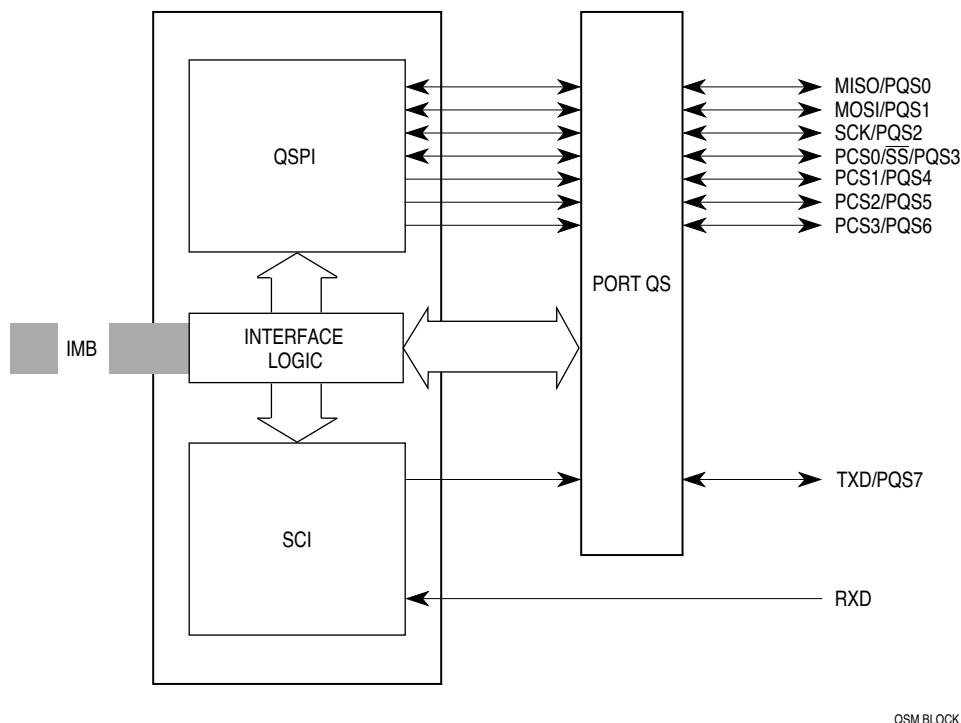 QSPI
MISO/PQS0
MOSI/PQS1
SCK/PQS2
PCS0/SS/PQS3
PCS1/PQS4
PCS2/PQS5
PCS3/PQS6
PORT QS
IMB
INTERFACE
LOGIC
SCI
TXD/PQS7
RXD
QSM BLOCK